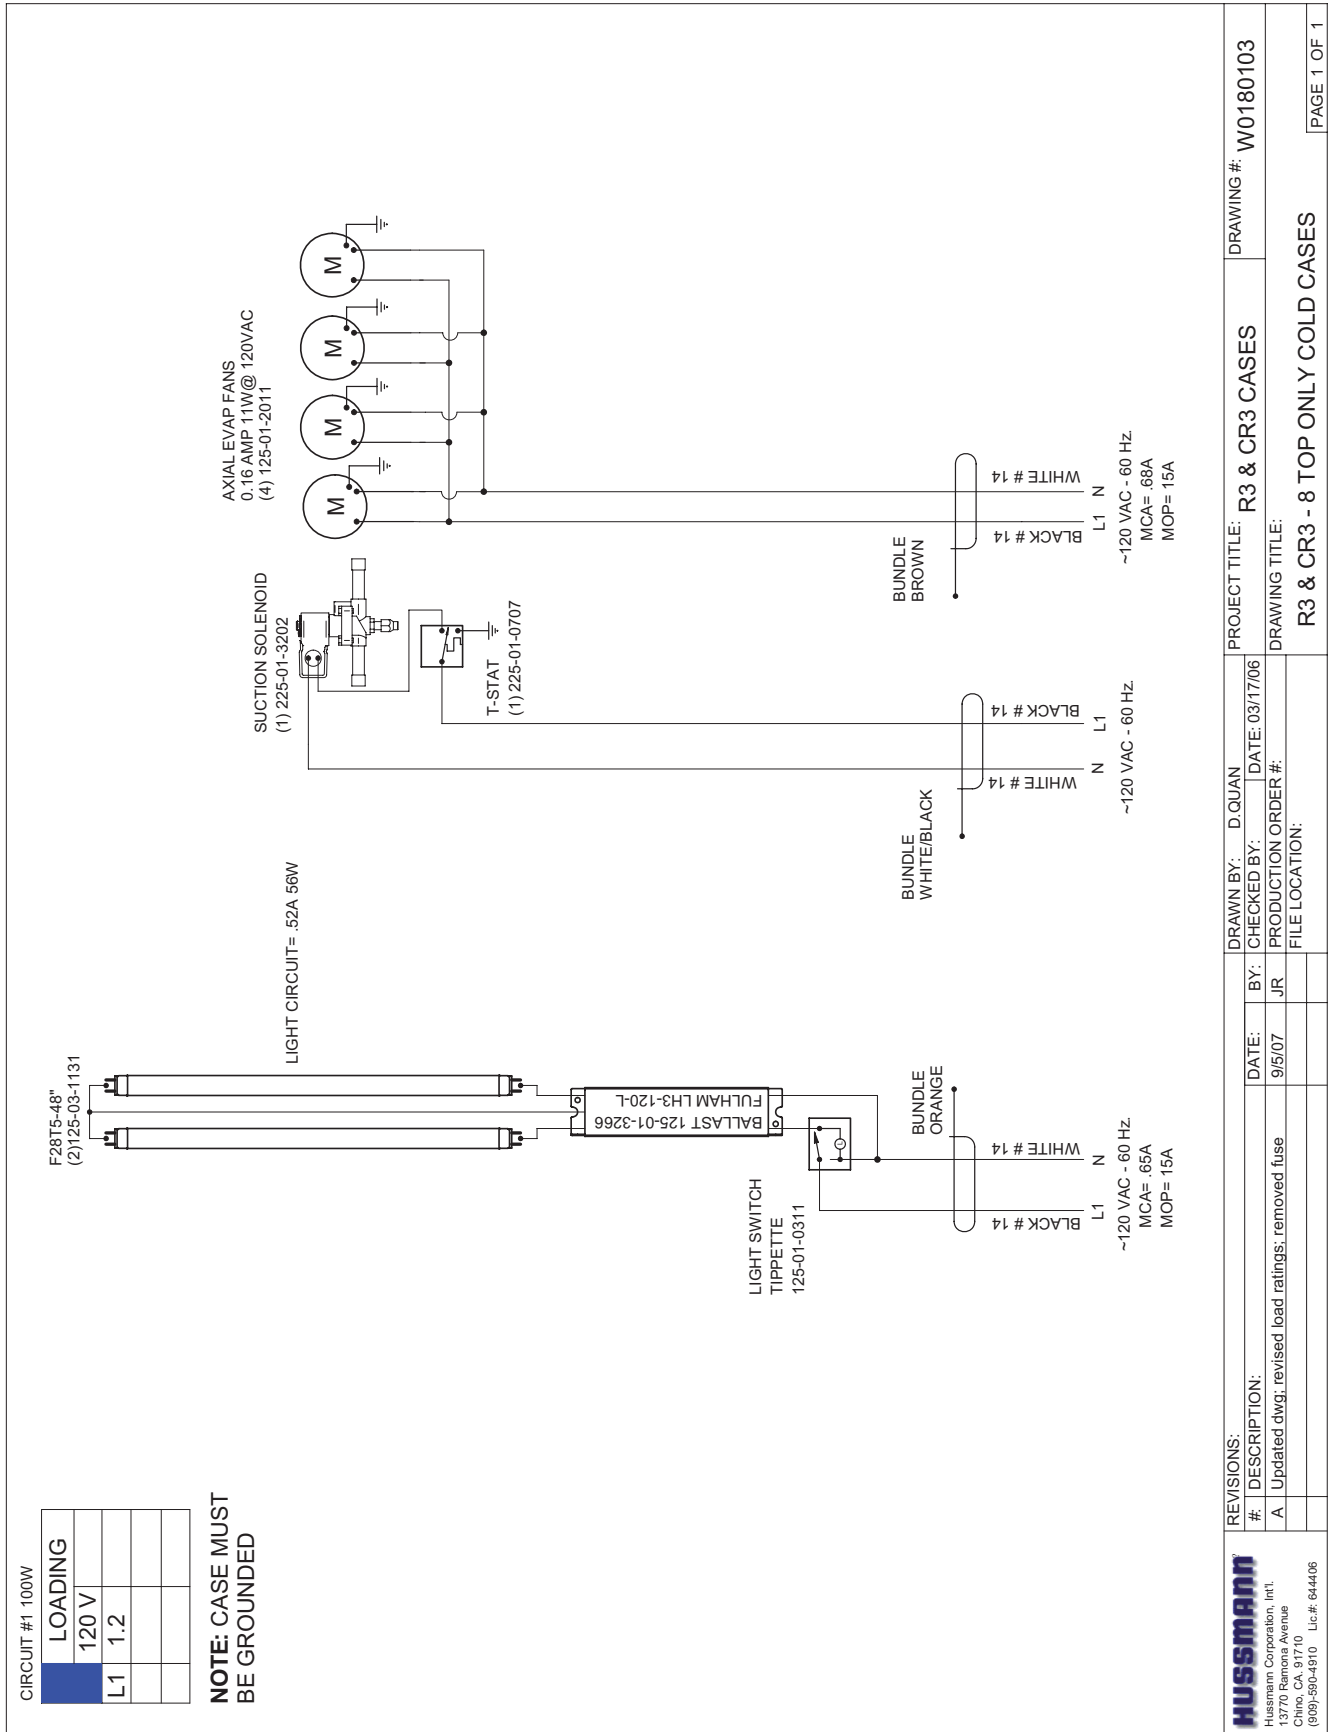 CIRCUIT #1 100W
LOADING
120 V
L1 1.2
NOTE: CASE MUST
BE GROUNDED
F28T5-48"
(2)125-03-1131
LIGHT CIRCUIT= .52A 56W
BALLAST 125-01-3266
FULHAM LH3-120-L
LIGHT SWITCH
TIPPETTE
125-01-0311
L
BUNDLE
ORANGE
BLACK # 14
WHITE # 14
L1 N
~120 VAC - 60 Hz.
MCA= .65A
MOP= 15A
SUCTION SOLENOID
(1) 225-01-3202
T-STAT
(1) 225-01-0707
BUNDLE
WHITE/BLACK
WHITE # 14
BLACK # 14
N L1
~120 VAC - 60 Hz.
AXIAL EVAP FANS
0.16 AMP 11W@ 120VAC
(4) 125-01-2011
M M M M
BUNDLE
BROWN
BLACK # 14
WHITE # 14
L1 N
~120 VAC - 60 Hz.
MCA= .68A
MOP= 15A
HUSSMANN
Hussmann Corporation, Int'l.
13770 Ramona Avenue
Chino, CA. 91710
(909)-590-4910 Lic.#: 644406
REVISIONS:
#: DESCRIPTION: DATE: BY:
A Updated dwg; revised load ratings; removed fuse 9/5/07 JR
DRAWN BY: D.QUAN
CHECKED BY: DATE: 03/17/06
PRODUCTION ORDER #:
FILE LOCATION:
PROJECT TITLE:
R3 & CR3 CASES
DRAWING #: W0180103
DRAWING TITLE:
R3 & CR3 - 8 TOP ONLY COLD CASES
PAGE 1 OF 1